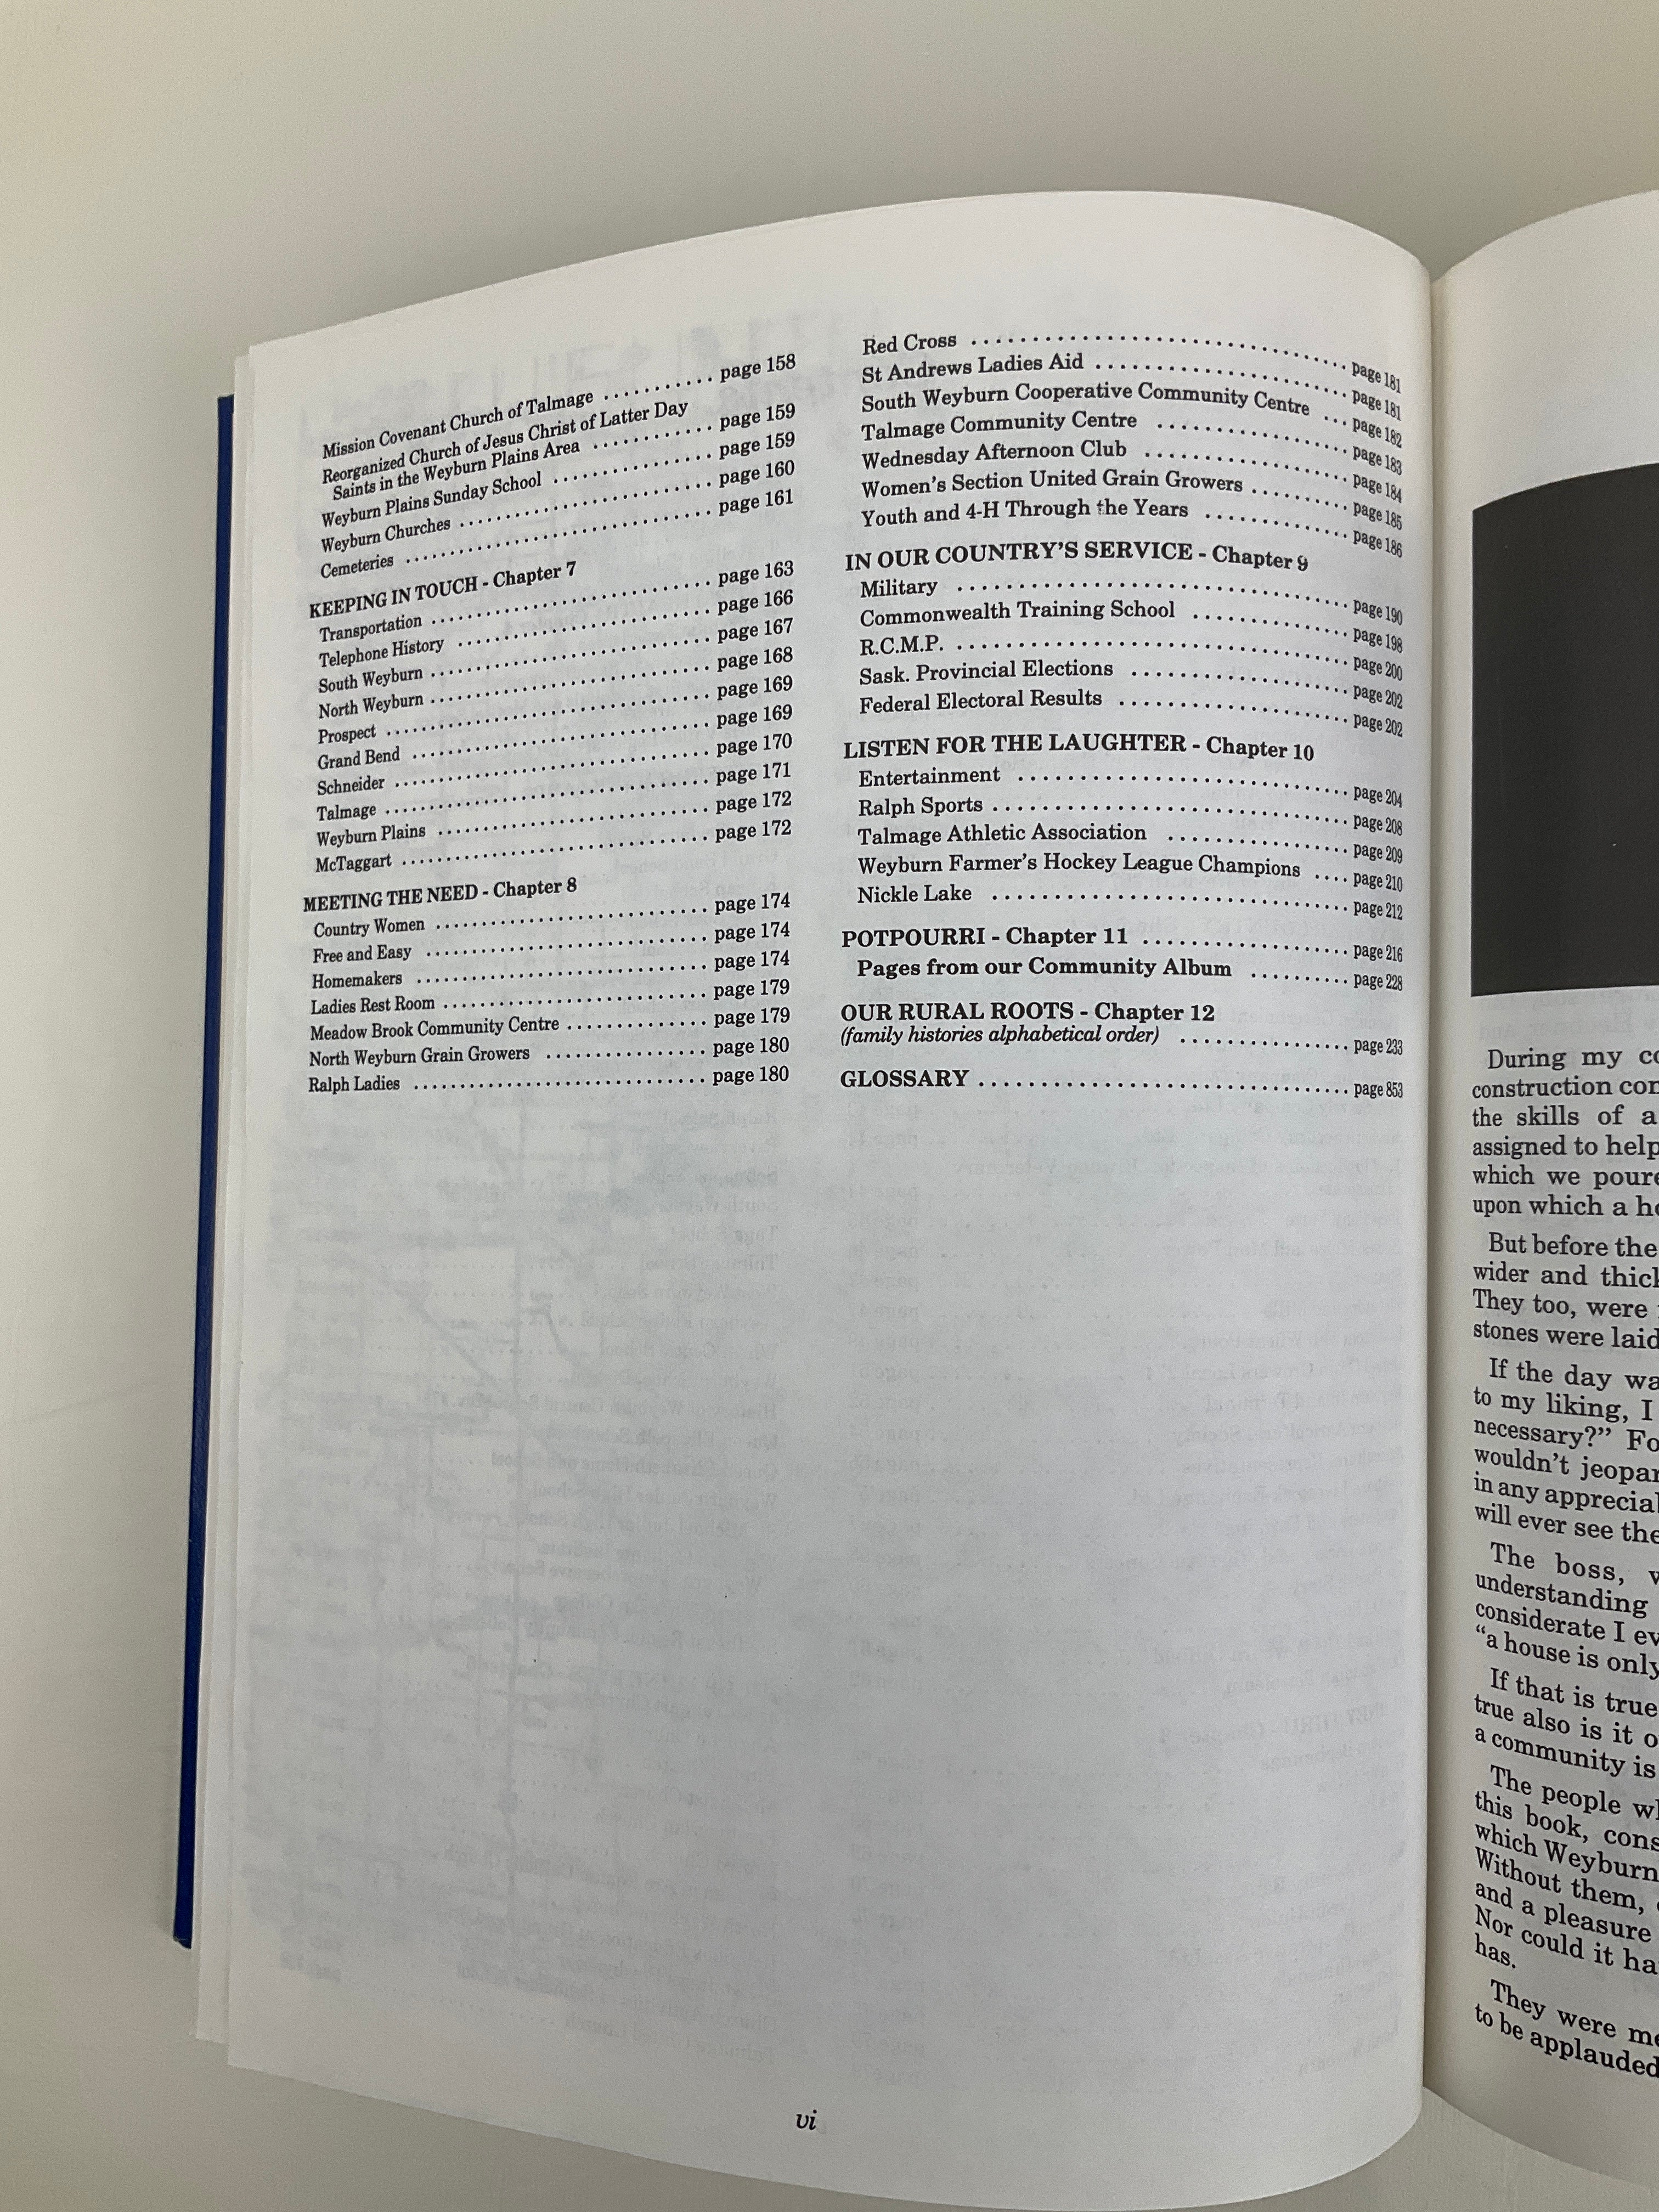 Mission Covenant Church of Talmage .......... page 158
Reorganized Church of Jesus Christ of Latter Day
Saints in the Weyburn Plains Area ............ page 159
Weyburn Plains Sunday School ................ page 159
Weyburn Churches .......................... page 160
Cemeteries ................................ page 161
KEEPING IN TOUCH - Chapter 7
Transportation ............................. page 163
Telephone History .......................... page 166
South Weyburn ............................. page 167
North Weyburn ............................. page 168
Prospect .................................. page 169
Grand Bend ............................... page 169
Schneider ................................. page 170
Talmage .................................. page 171
Weyburn Plains ............................ page 172
McTaggart ................................ page 172
MEETING THE NEED - Chapter 8
Country Women ............................ page 174
Free and Easy ............................. page 174
Homemakers .............................. page 174
Ladies Rest Room ........................... page 179
Meadow Brook Community Centre .............. page 179
North Weyburn Grain Growers ................ page 180
Ralph Ladies .............................. page 180
Red Cross ................................ page 181
St Andrews Ladies Aid ....................... page 181
South Weyburn Cooperative Community Centre ... page 182
Talmage Community Centre .................. page 183
Wednesday Afternoon Club ................... page 184
Women's Section United Grain Growers .......... page 185
Youth and 4-H Through the Years .............. page 186
IN OUR COUNTRY'S SERVICE - Chapter 9
Military .................................. page 190
Commonwealth Training School ............... page 198
R.C.M.P. .................................. page 200
Sask. Provincial Elections .................... page 202
Federal Electoral Results ..................... page 202
LISTEN FOR THE LAUGHTER - Chapter 10
Entertainment ............................. page 204
Ralph Sports ............................... page 208
Talmage Athletic Association ................. page 209
Weyburn Farmer's Hockey League Champions .... page 210
Nickle Lake ............................... page 212
POTPOURRI - Chapter 11 .................... page 216
Pages from our Community Album .......... page 228
OUR RURAL ROOTS - Chapter 12
(family histories alphabetical order) .............. page 233
GLOSSARY ................................. page 853
vi
During my
construction
the skills of a
assigned to help
which we
upon which a
But before the
wider and
They too, were
stones were laid
If the day
to my liking, I
necessary?"
wouldn't
in any
will ever see the
The boss,
understanding
considerate I
"a house is only
If that is true
true also is it
a community is
The people
this book,
which Weyburn
Without them,
and a pleasure
Nor could it
has.
They were
to be applauded